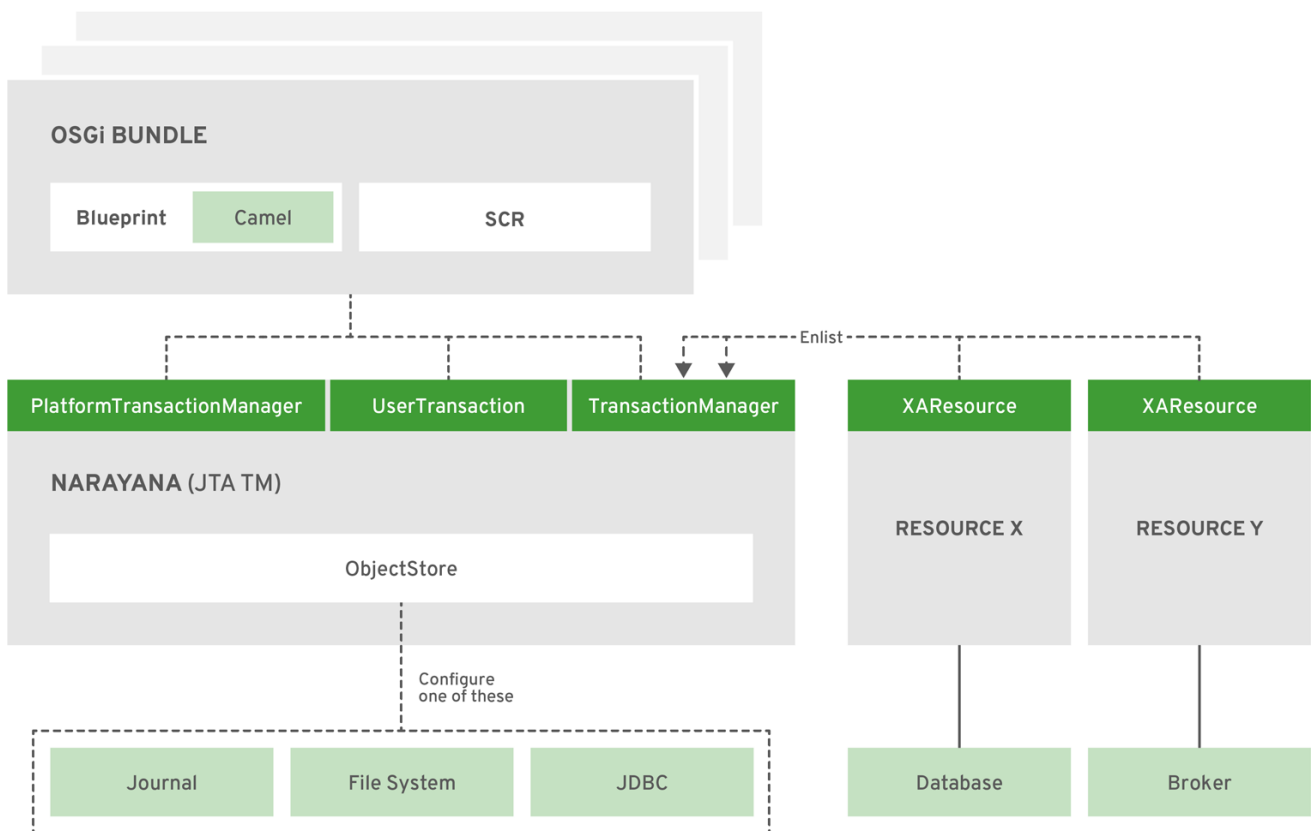 OSGi BUNDLE
Blueprint
Camel
SCR
Enlist
PlatformTransactionManager
UserTransaction
TransactionManager
XAResource
XAResource
NARAYANA (JTA TM)
RESOURCE X
RESOURCE Y
ObjectStore
Configure
one of these
Journal
File System
JDBC
Database
Broker